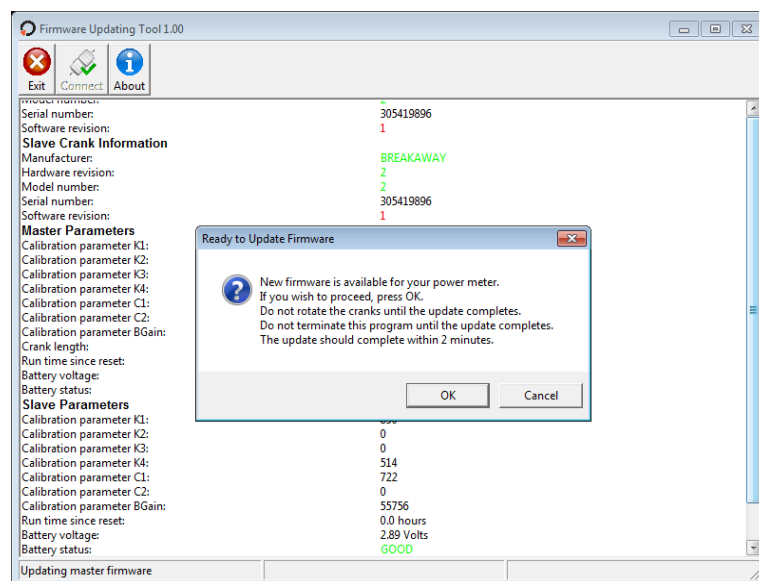 Firmware Updating Tool 1.00
Exit Connect About
Model number: 2
Serial number: 305419896
Software revision: 1
Slave Crank Information
Manufacturer: BREAKAWAY
Hardware revision: 2
Model number: 2
Serial number: 305419896
Software revision: 1
Master Parameters
Calibration parameter K1:
Calibration parameter K2:
Calibration parameter K3:
Calibration parameter K4:
Calibration parameter C1:
Calibration parameter C2:
Calibration parameter BGain:
Crank length:
Run time since reset:
Battery voltage:
Battery status:
Ready to Update Firmware
New firmware is available for your power meter.
If you wish to proceed, press OK.
Do not rotate the cranks until the update completes.
Do not terminate this program until the update completes.
The update should complete within 2 minutes.
OK Cancel
Slave Parameters
Calibration parameter K1:
Calibration parameter K2: 0
Calibration parameter K3: 0
Calibration parameter K4: 514
Calibration parameter C1: 722
Calibration parameter C2: 0
Calibration parameter BGain: 55756
Run time since reset: 0.0 hours
Battery voltage: 2.89 Volts
Battery status: GOOD
Updating master firmware